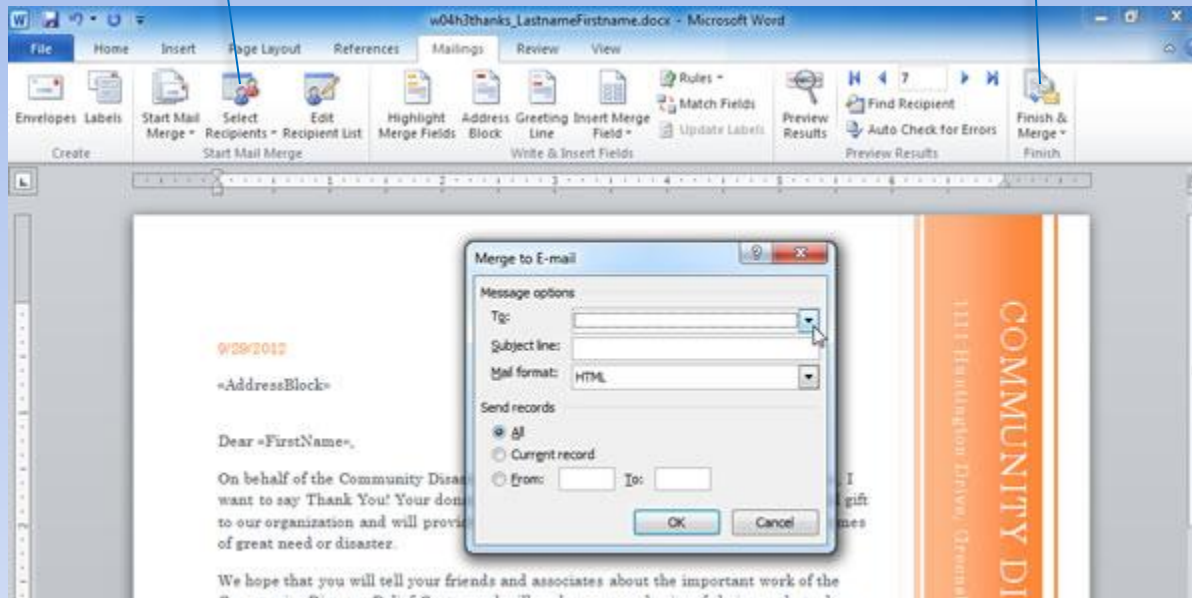 w04h3thanks_LastnameFirstname.docx - Microsoft Word
File Home Insert Page Layout References Mailings Review View
Envelopes Labels Start Mail Merge Select Recipients Edit Recipient List Highlight Merge Fields Address Block Greeting Line Insert Merge Field Rules Match Fields Update Labels Preview Results 7 Find Recipient Auto Check for Errors Finish & Merge
Create Start Mail Merge Write & Insert Fields Preview Results Finish
Merge to E-mail
Message options
To:
Subject line:
Mail format: HTML
Send records
All
Current record
From: To:
OK Cancel
9/29/2012
«AddressBlock»
Dear «FirstName»,
On behalf of the Community Disas , I
want to say Thank You! Your don gift
to our organization and will provi mes
of great need or disaster.
We hope that you will tell your friends and associates about the important work of the
COMMUNITY DI
1111 Huntington Drive,